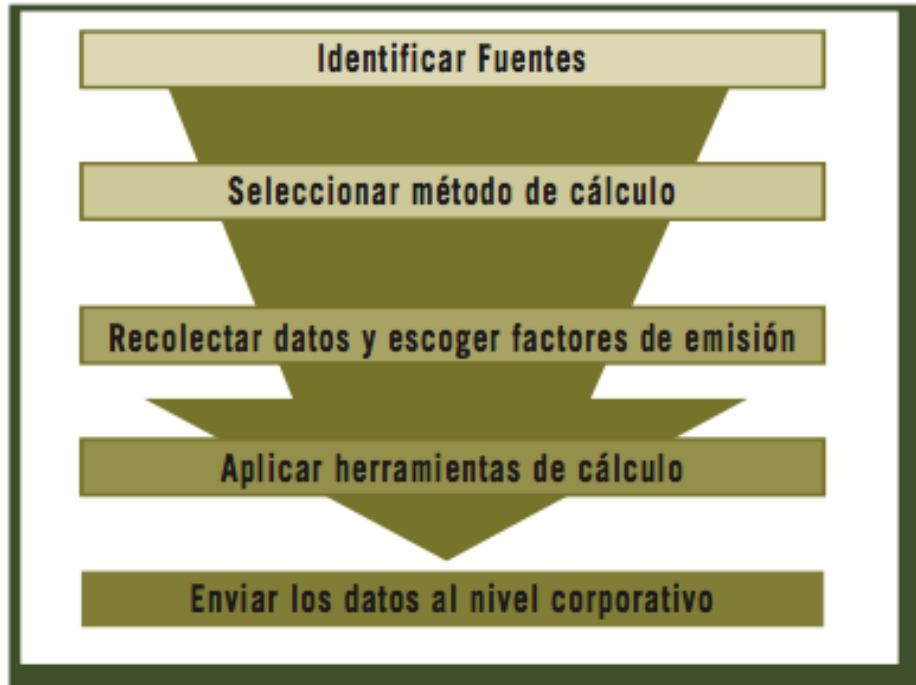 Identificar Fuentes
Seleccionar método de cálculo
Recolectar datos y escoger factores de emisión
Aplicar herramientas de cálculo
Enviar los datos al nivel corporativo